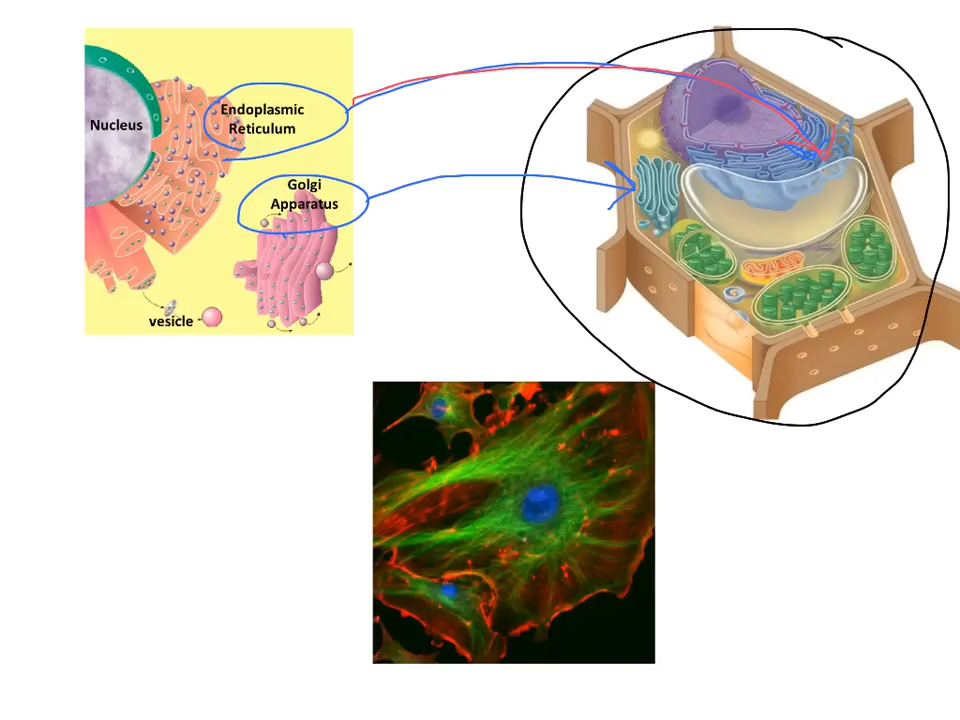 Nucleus
Endoplasmic
Reticulum
Golgi
Apparatus
vesicle